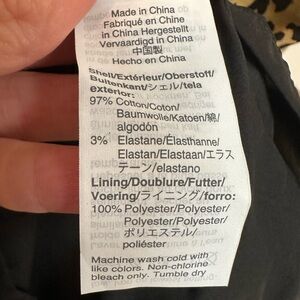 Made in China
Fabriqué en China
in China Hergestellt
Vervaardigd in China
中国製
Hecho en China
Shell/Extérieur/Oberstoff/
Buitenkant/シェル/tela
exterior:
97% Cotton/Coton/
Baumwolle/Katoen/綿/
algodón
3% Elastane/Élasthanne/
Elastan/Elastaan/エラス
テーン/elastano
Lining/Doublure/Futter/
Voering/ライニング/forro:
100% Polyester/Polyester/
Polyester/Polyester/
ポリエステル/
poliéster
Machine wash cold with
like colors. Non-chlorine
bleach only. Tumble dry